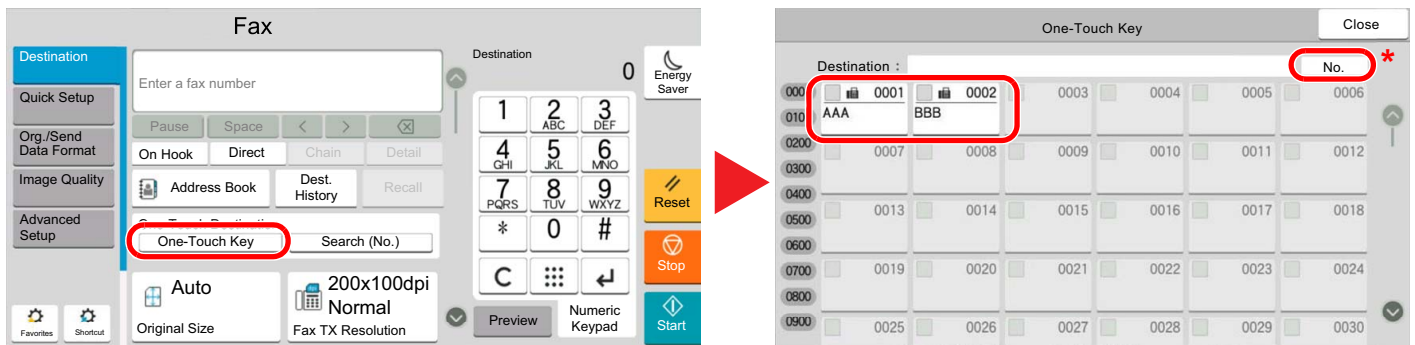 Fax
Destination
Quick Setup
Org./Send
Data Format
Image Quality
Advanced
Setup
Favorites
Shortcut
Enter a fax number
Pause Space < >
On Hook Direct Chain Detail
Address Book
Dest.
History
Recall
One-Touch Destination
One-Touch Key
Search (No.)
Auto
Original Size
200x100dpi
Normal
Fax TX Resolution
Destination
0
1 2 ABC 3 DEF
4 GHI 5 JKL 6 MNO
7 PQRS 8 TUV 9 WXYZ
* 0 #
C
Preview
Numeric
Keypad
Energy
Saver
Reset
Stop
Start
One-Touch Key
Close
Destination :
No. *
0001 0002 0003 0004 0005 0006
0100 AAA BBB
0200
0007 0008 0009 0010 0011 0012
0300
0400
0013 0014 0015 0016 0017 0018
0500
0600
0700 0019 0020 0021 0022 0023 0024
0800
0900 0025 0026 0027 0028 0029 0030